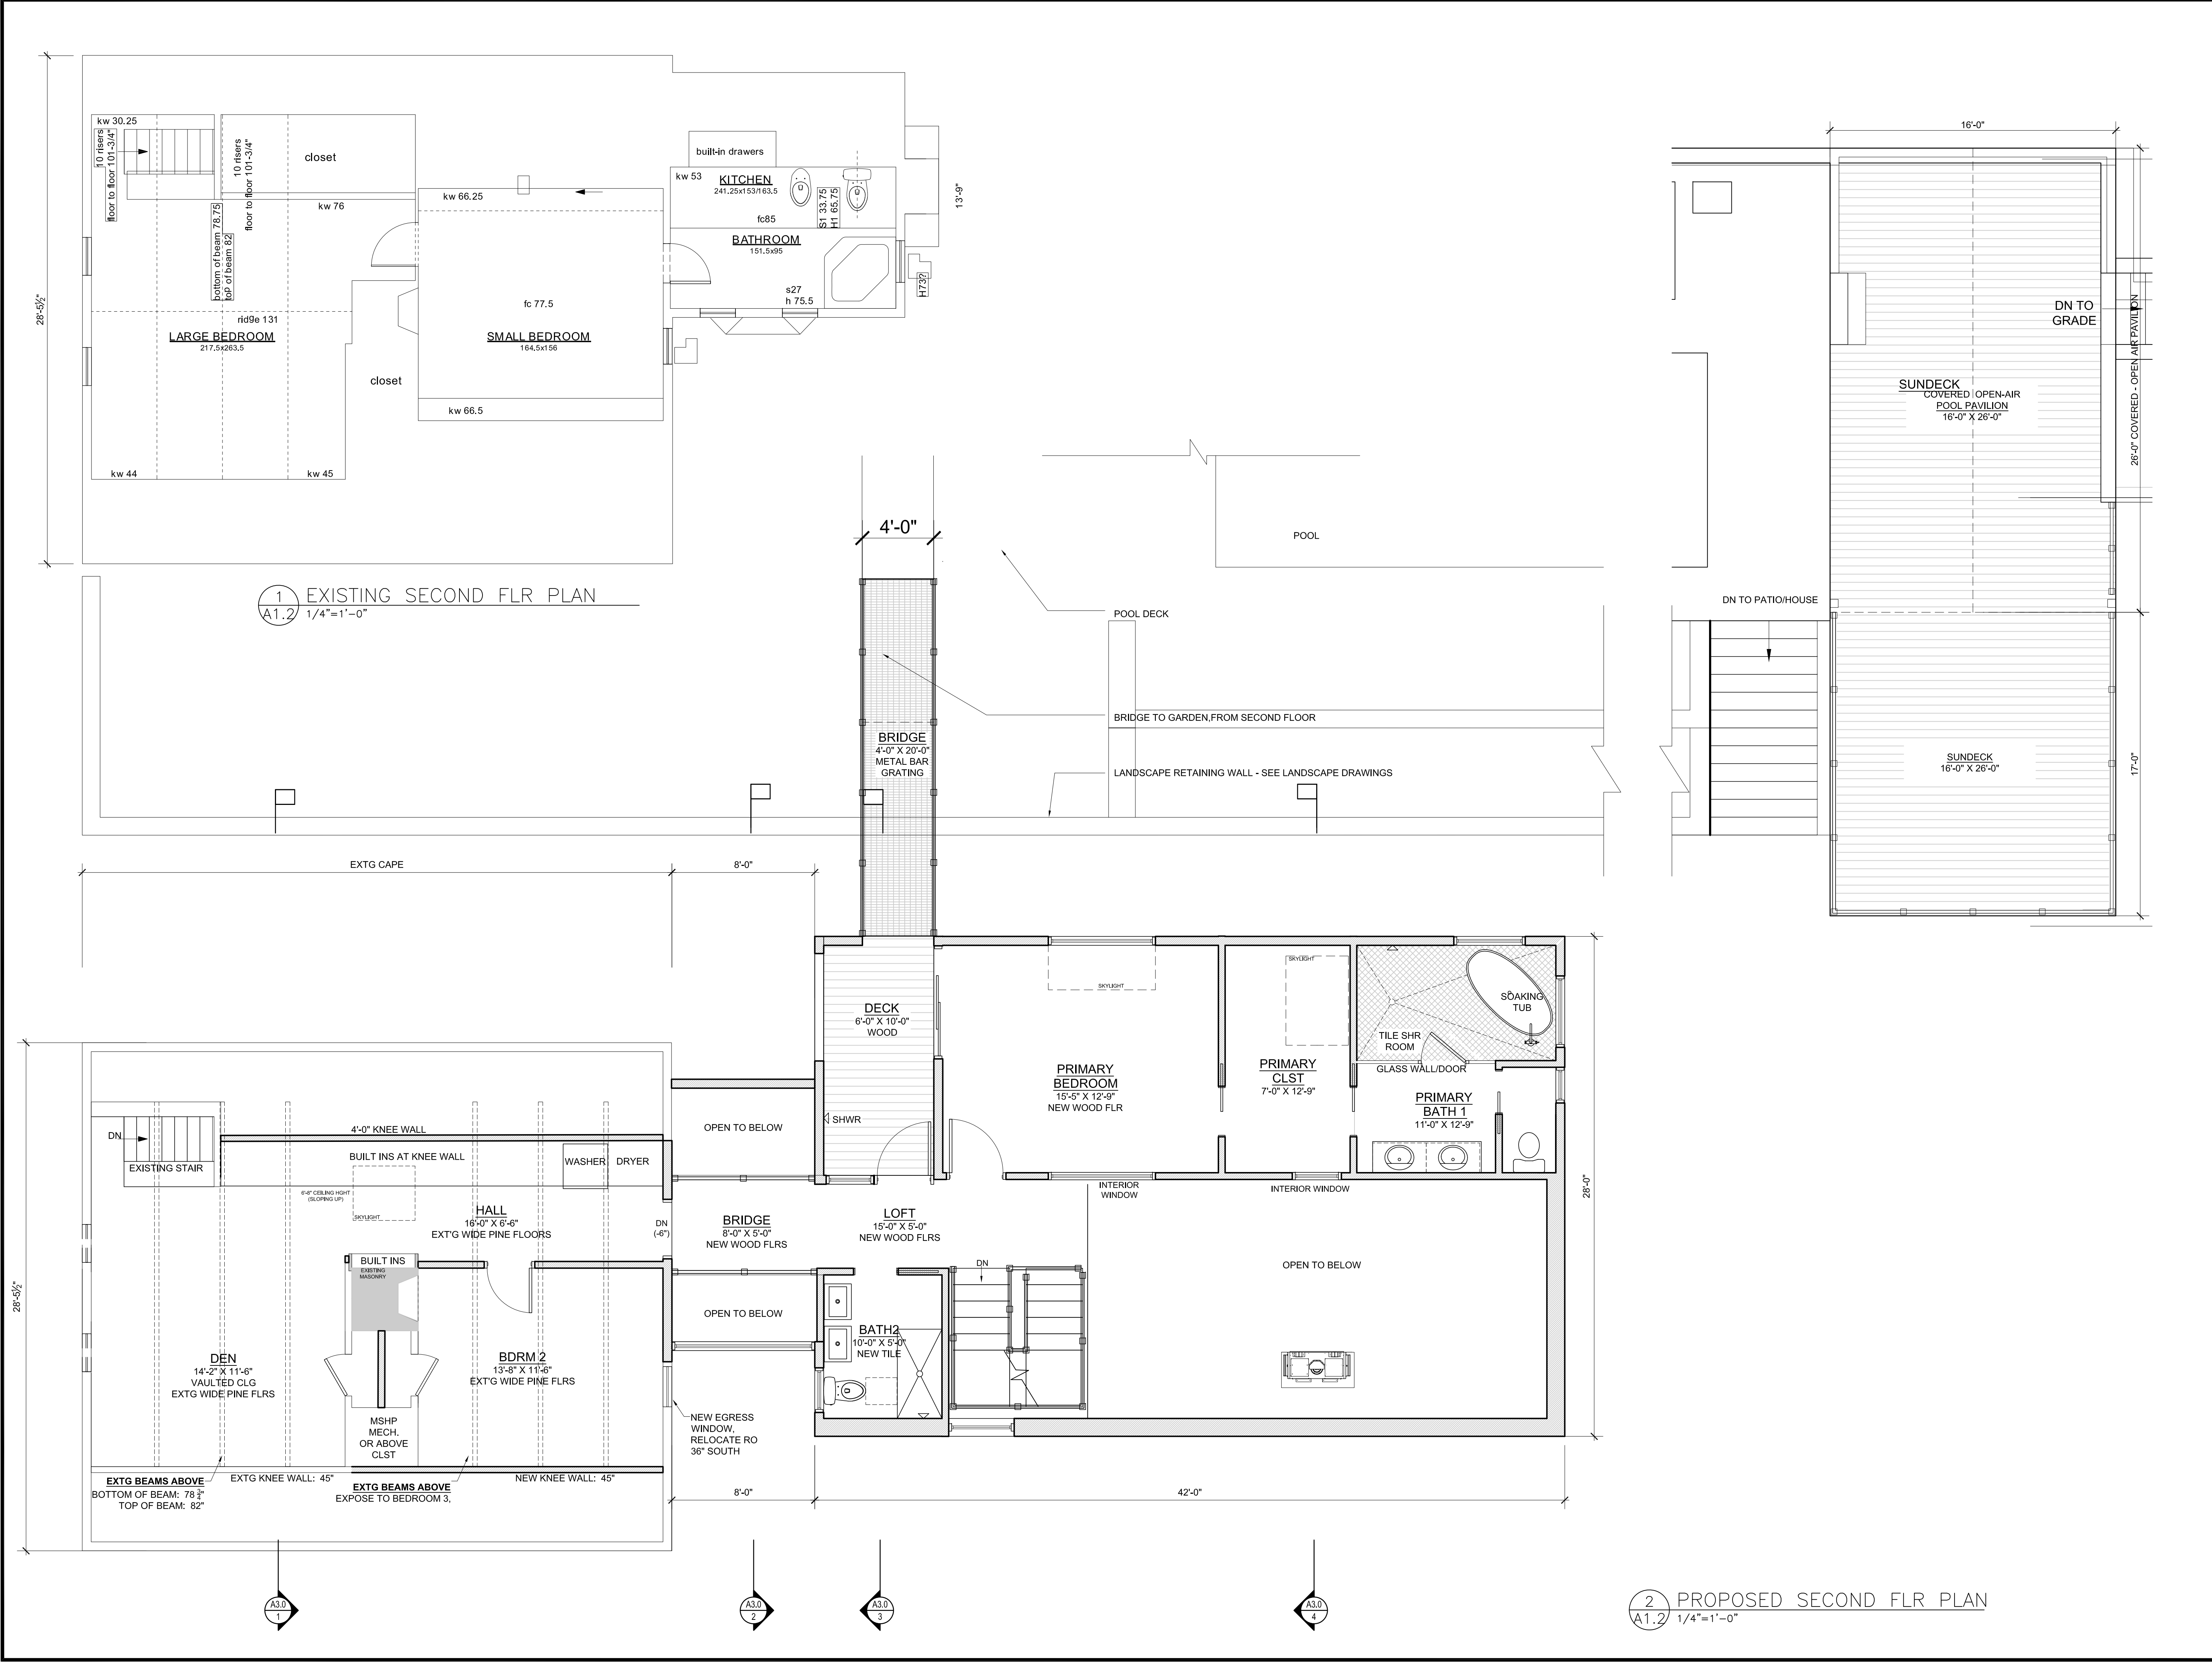 kw 30.25
10 risers
floor to floor 101-3/4"
10 risers
floor to floor 101-3/4"
closet
kw 76
bottom of beam 78.75
top of beam 82
ridge 131
LARGE BEDROOM
217.5x263.5
closet
kw 44
kw 45
28'-5½"
kw 66.25
fc 77.5
SMALL BEDROOM
164.5x156
kw 66.5
built-in drawers
kw 53
KITCHEN
241.25x153/163.5
fc85
S1 33.75
H1 65.75
BATHROOM
151.5x95
s27
h 75.5
H73?
13'-9"
1
A1.2
EXISTING SECOND FLR PLAN
1/4"=1'-0"
4'-0"
POOL
POOL DECK
BRIDGE TO GARDEN,FROM SECOND FLOOR
LANDSCAPE RETAINING WALL - SEE LANDSCAPE DRAWINGS
BRIDGE
4'-0" X 20'-0"
METAL BAR
GRATING
16'-0"
DN TO
GRADE
26'-0" COVERED - OPEN AIR PAVILION
SUNDECK
COVERED OPEN-AIR
POOL PAVILION
16'-0" X 26'-0"
DN TO PATIO/HOUSE
SUNDECK
16'-0" X 26'-0"
17'-0"
EXTG CAPE
8'-0"
DECK
6'-0" X 10'-0"
WOOD
SHWR
SKYLIGHT
PRIMARY
BEDROOM
15'-5" X 12'-9"
NEW WOOD FLR
SKYLIGHT
PRIMARY
CLST
7'-0" X 12'-9"
SOAKING
TUB
TILE SHR
ROOM
GLASS WALL/DOOR
PRIMARY
BATH 1
11'-0" X 12'-9"
INTERIOR
WINDOW
INTERIOR WINDOW
28'-0"
28'-5½"
DN
EXISTING STAIR
4'-0" KNEE WALL
BUILT INS AT KNEE WALL
WASHER
DRYER
6'-8" CEILING HGHT
(SLOPING UP)
SKYLIGHT
HALL
16'-0" X 6'-6"
EXT'G WIDE PINE FLOORS
DN
(-6")
OPEN TO BELOW
BRIDGE
8'-0" X 5'-0"
NEW WOOD FLRS
LOFT
15'-0" X 5'-0"
NEW WOOD FLRS
OPEN TO BELOW
BUILT INS
EXISTING
MASONRY
DN
OPEN TO BELOW
BATH2
10'-0" X 5'-0"
NEW TILE
DEN
14'-2" X 11'-6"
VAULTED CLG
EXTG WIDE PINE FLRS
BDRM 2
13'-8" X 11'-6"
EXT'G WIDE PINE FLRS
MSHP
MECH.
OR ABOVE
CLST
NEW EGRESS
WINDOW,
RELOCATE RO
36" SOUTH
EXTG BEAMS ABOVE
BOTTOM OF BEAM: 78 ¾"
TOP OF BEAM: 82"
EXTG KNEE WALL: 45"
EXTG BEAMS ABOVE
EXPOSE TO BEDROOM 3,
NEW KNEE WALL: 45"
8'-0"
42'-0"
A3.0
1
A3.0
2
A3.0
3
A3.0
4
2
A1.2
PROPOSED SECOND FLR PLAN
1/4"=1'-0"